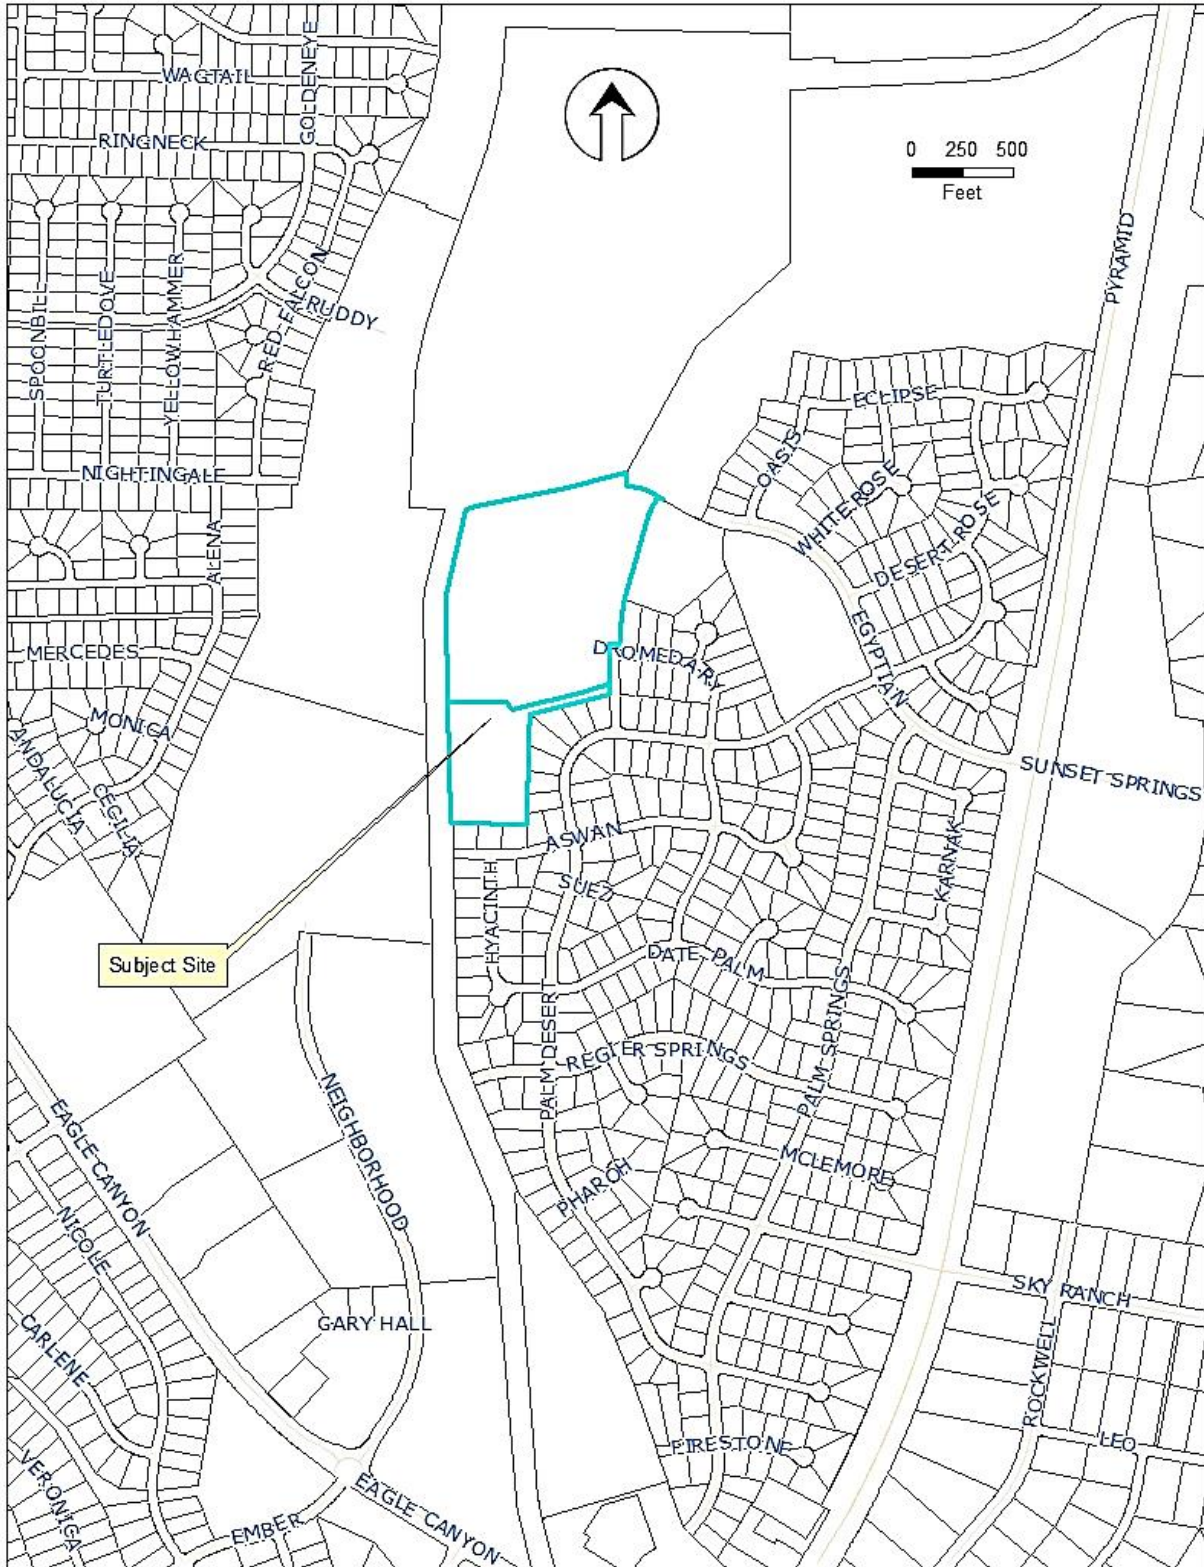 GOLDENEYE
WAGTAIL
RINGNECK
0 250 500
Feet
PYRAMID
SPOONBILL
TURTLEDOVE
YELLOWHAMMER
RED FALCON
RUDDY
NIGHTINGALE
ECLIPSE
OASIS
WHITE ROSE
DESERT ROSE
ALENA
EGYPTIAN
MERCEDES
DROMEDARY
MONICA
ANDALUCIA
CECILIA
SUNSET SPRINGS
ASWAN
SUEZ
KARNAK
HYACINTH
Subject Site
DATE PALM
PALM DESERT
PALM SPRINGS
REGIER SPRINGS
EAGLE CANYON
NEIGHBORHOOD
NICOLE
PHAROH
MCLEMORE
SKY RANCH
GARY HALL
CARLENE
ROCKWELL
FIRESTONE
LEO
VERONICA
EMBER
EAGLE CANYON